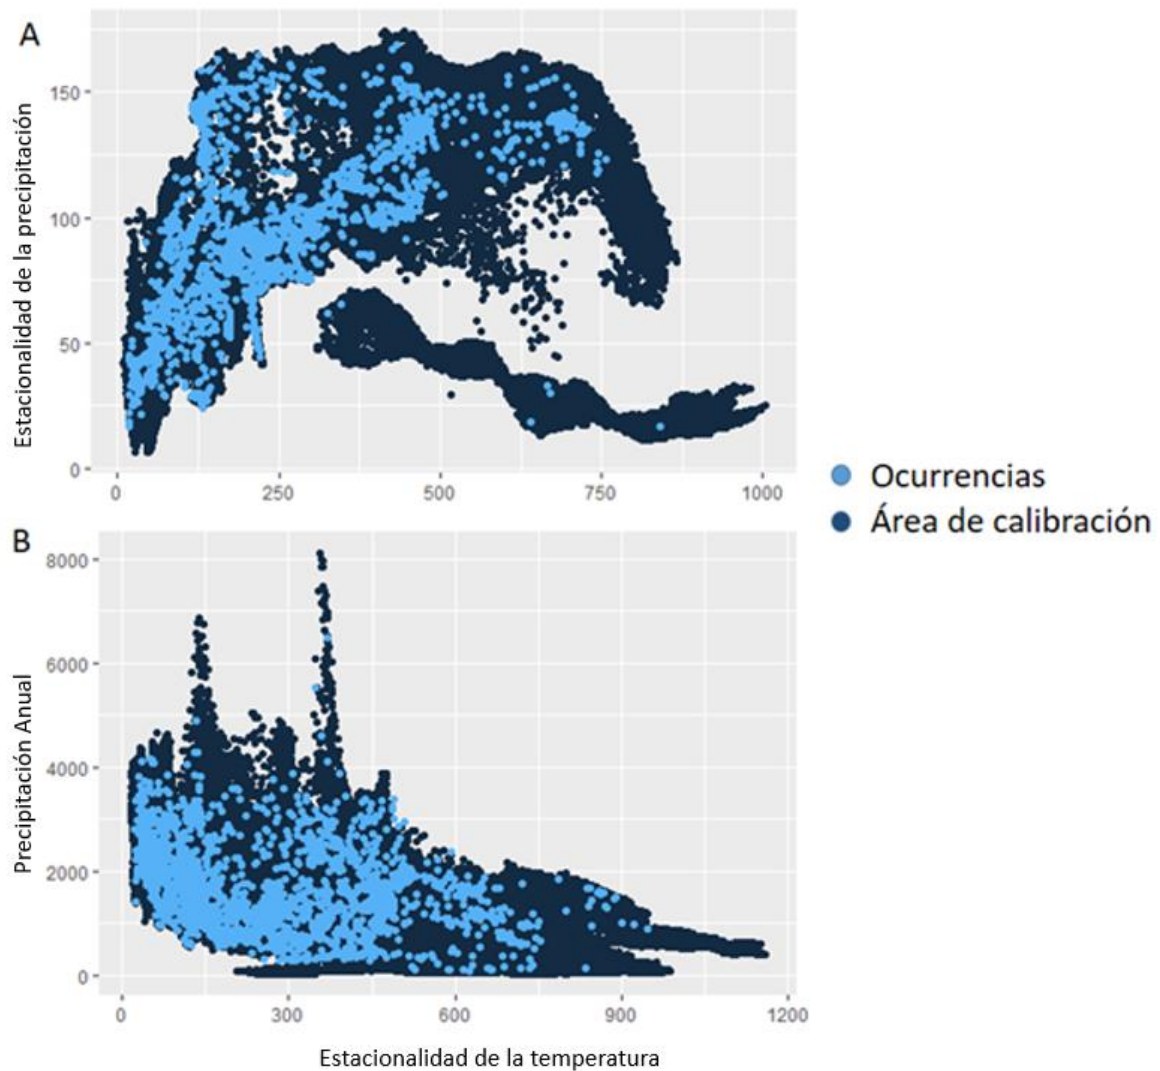 A
Estacionalidad de la precipitación
150
100
50
0
0 250 500 750 1000
Ocurrencias
Área de calibración
B
Precipitación Anual
8000
6000
4000
2000
0
0 300 600 900 1200
Estacionalidad de la temperatura